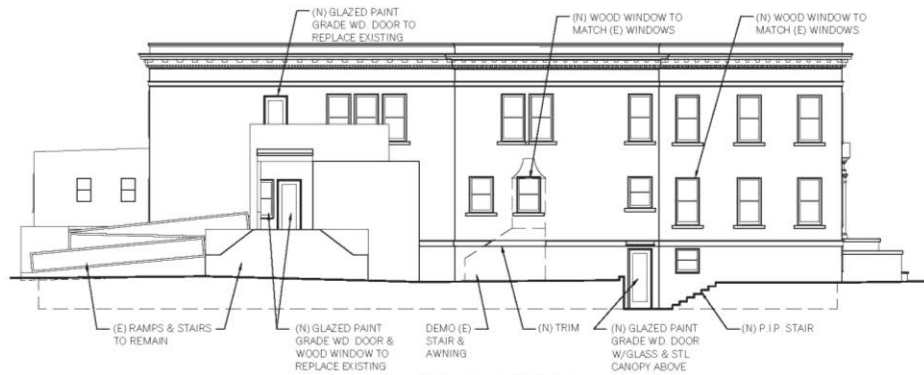 (N) GLAZED PAINT
GRADE WD. DOOR TO
REPLACE EXISTING
(N) WOOD WINDOW TO
MATCH (E) WINDOWS
(N) WOOD WINDOW TO
MATCH (E) WINDOWS
(E) RAMPS & STAIRS
TO REMAIN
(N) GLAZED PAINT
GRADE WD. DOOR &
WOOD WINDOW TO
REPLACE EXISTING
DEMO (E)
STAIR &
AWNING
(N) TRIM
(N) GLAZED PAINT
GRADE WD. DOOR
W/GLASS & STL
CANOPY ABOVE
(N) P.I.P. STAIR